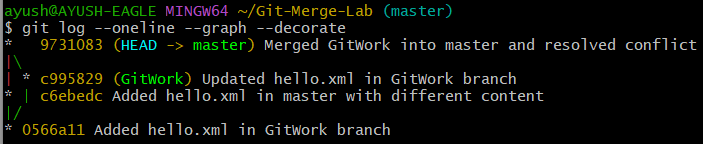 ayush@AYUSH-EAGLE MINGW64 ~/Git-Merge-Lab (master)
$ git log --oneline --graph --decorate
*   9731083 (HEAD -> master) Merged GitWork into master and resolved conflict
|\
| * c995829 (GitWork) Updated hello.xml in GitWork branch
* | c6ebedc Added hello.xml in master with different content
|/
* 0566a11 Added hello.xml in GitWork branch